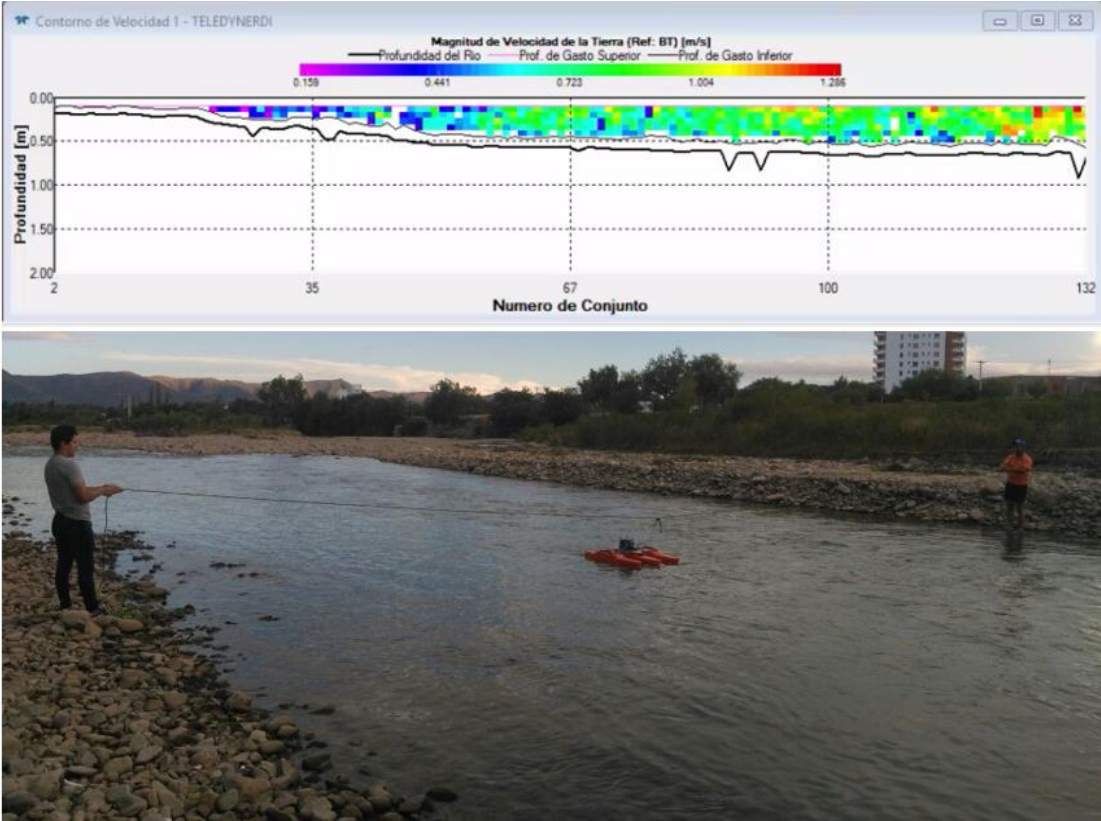 Contorno de Velocidad 1 - TELEDYNERDI
Magnitud de Velocidad de la Tierra (Ref: BT) [m/s]
Profundidad del Rio Prof. de Gasto Superior Prof. de Gasto Inferior
0.159 0.441 0.723 1.004 1.286
Profundidad [m]
0.00
0.50
1.00
1.50
2.00
2 35 67 100 132
Numero de Conjunto